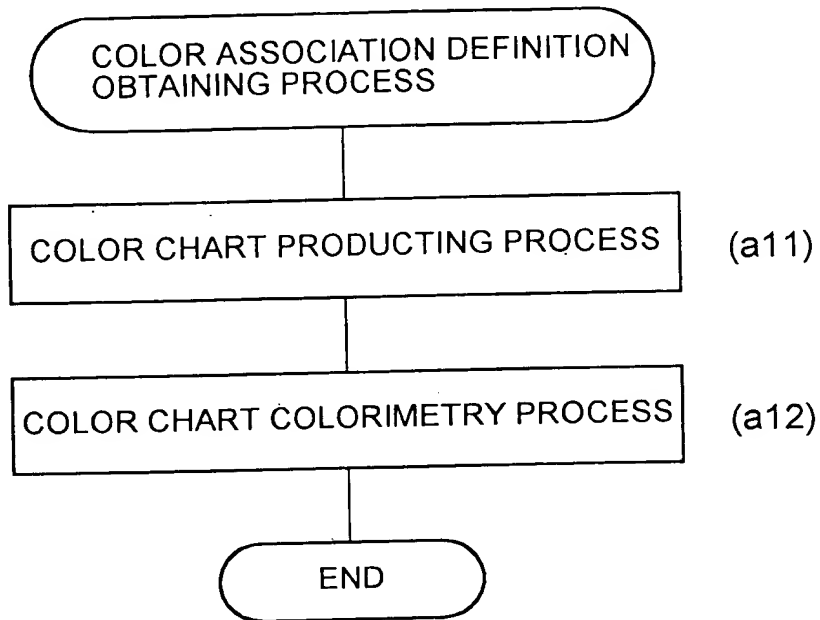 COLOR ASSOCIATION DEFINITION
OBTAINING PROCESS
COLOR CHART PRODUCTING PROCESS (a11)
COLOR CHART COLORIMETRY PROCESS (a12)
END